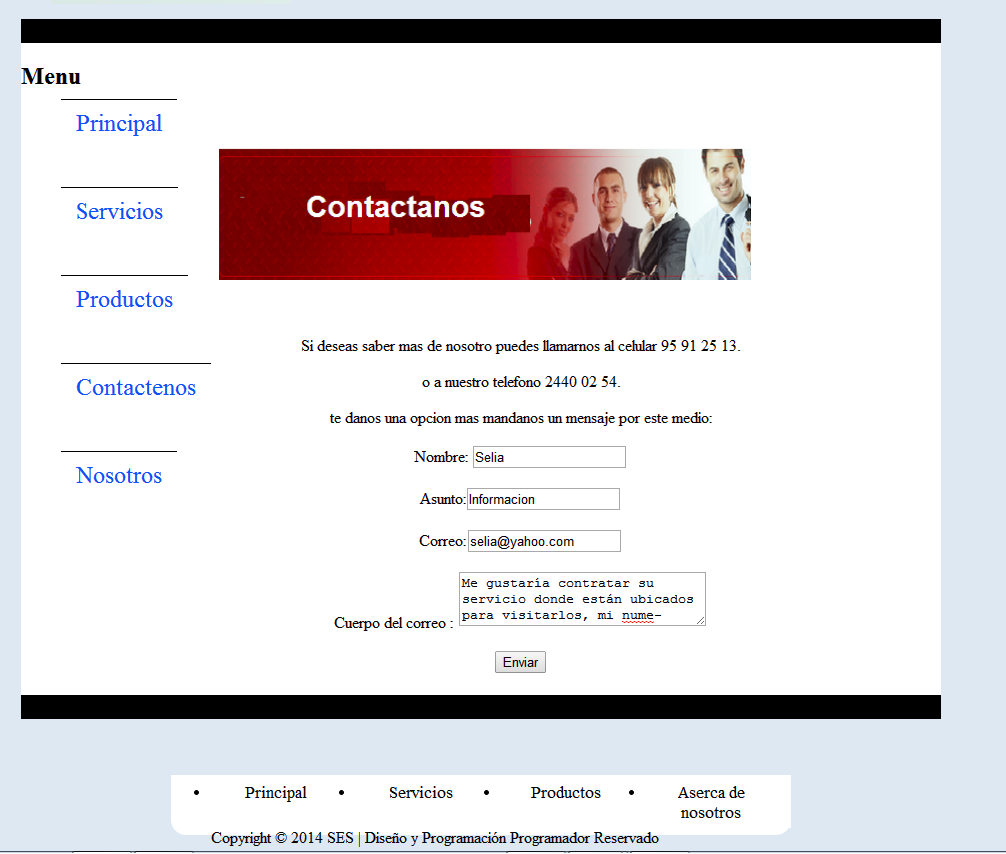 Menu
Principal
Servicios
Productos
Contactenos
Nosotros
Contactanos
Si deseas saber mas de nosotro puedes llamarnos al celular 95 91 25 13.
o a nuestro telefono 2440 02 54.
te danos una opcion mas mandanos un mensaje por este medio:
Nombre: Selia
Asunto:Informacion
Correo:selia@yahoo.com
Cuerpo del correo : Me gustaría contratar su
servicio donde están ubicados
para visitarlos, mi nume-
Enviar
• Principal • Servicios • Productos • Aserca de
nosotros
Copyright © 2014 SES | Diseño y Programación Programador Reservado